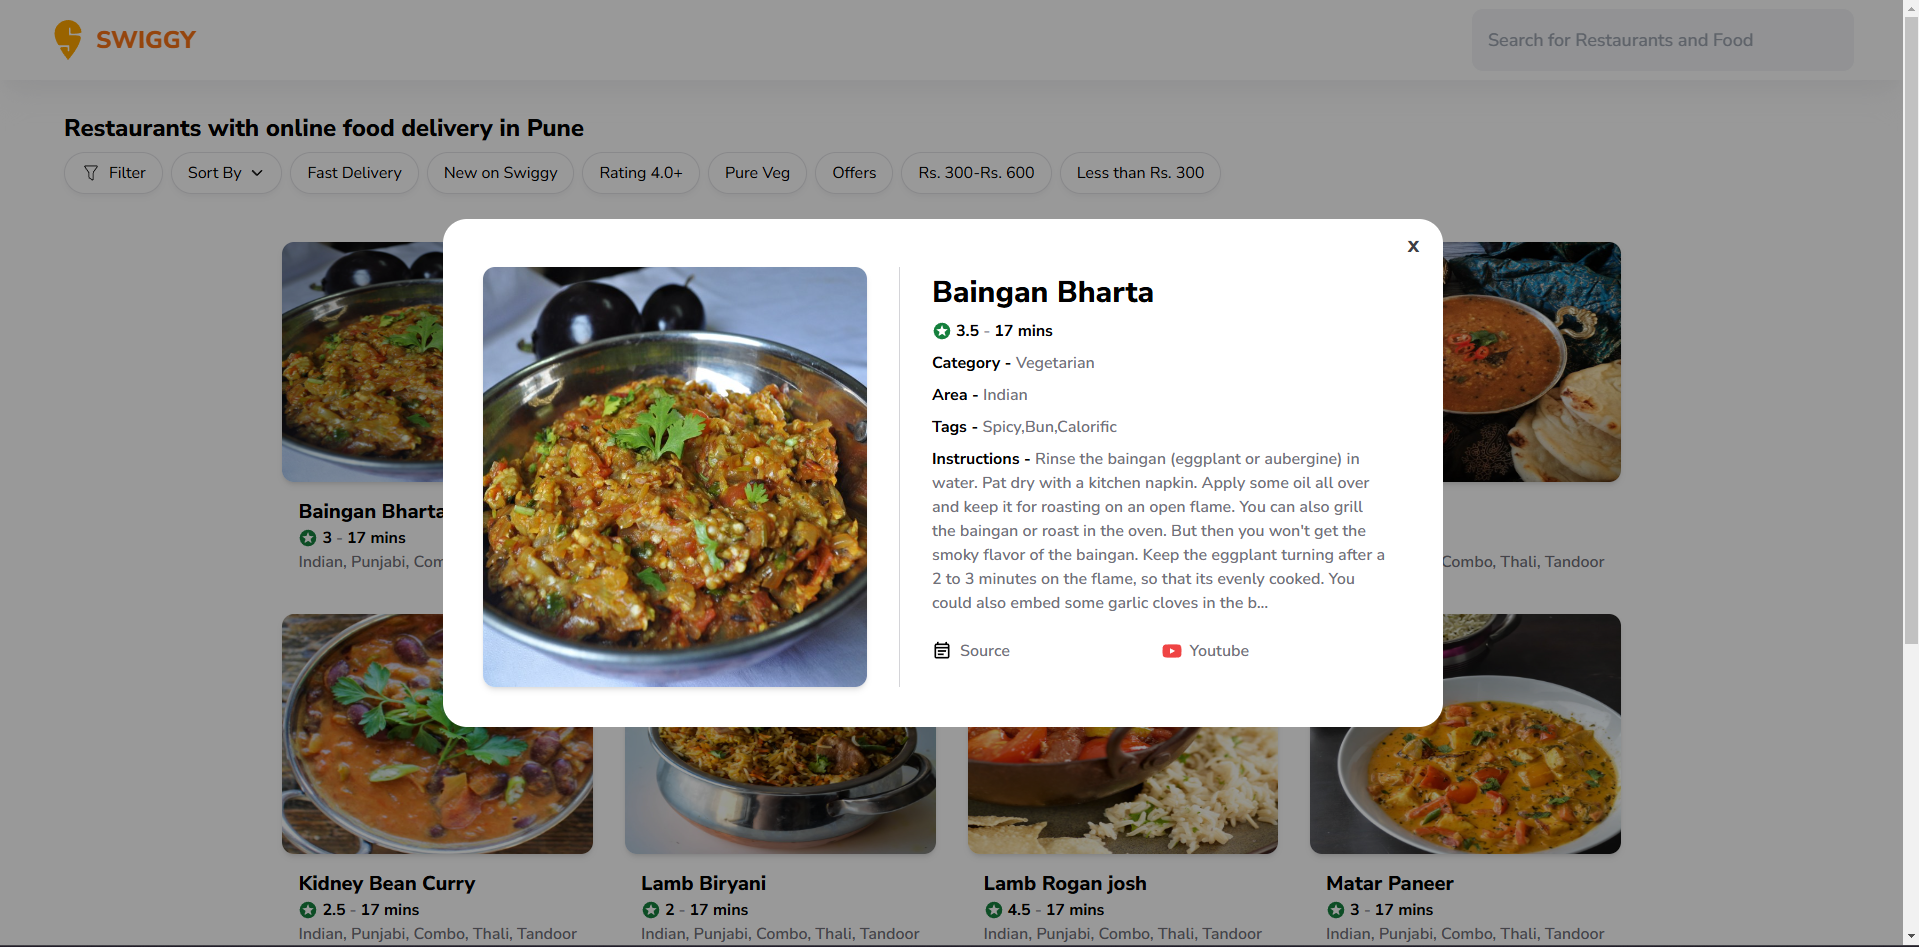 SWIGGY
Search for Restaurants and Food
Restaurants with online food delivery in Pune
Filter
Sort By
Fast Delivery
New on Swiggy
Rating 4.0+
Pure Veg
Offers
Rs. 300-Rs. 600
Less than Rs. 300
x
Baingan Bharta
3.5 - 17 mins
Category - Vegetarian
Area - Indian
Tags - Spicy,Bun,Calorific
Instructions - Rinse the baingan (eggplant or aubergine) in
water. Pat dry with a kitchen napkin. Apply some oil all over
and keep it for roasting on an open flame. You can also grill
the baingan or roast in the oven. But then you won't get the
smoky flavor of the baingan. Keep the eggplant turning after a
2 to 3 minutes on the flame, so that its evenly cooked. You
could also embed some garlic cloves in the b...
Source
Youtube
Baingan Bharta
3 - 17 mins
Indian, Punjabi, Com
Combo, Thali, Tandoor
Kidney Bean Curry
2.5 - 17 mins
Indian, Punjabi, Combo, Thali, Tandoor
Lamb Biryani
2 - 17 mins
Indian, Punjabi, Combo, Thali, Tandoor
Lamb Rogan josh
4.5 - 17 mins
Indian, Punjabi, Combo, Thali, Tandoor
Matar Paneer
3 - 17 mins
Indian, Punjabi, Combo, Thali, Tandoor